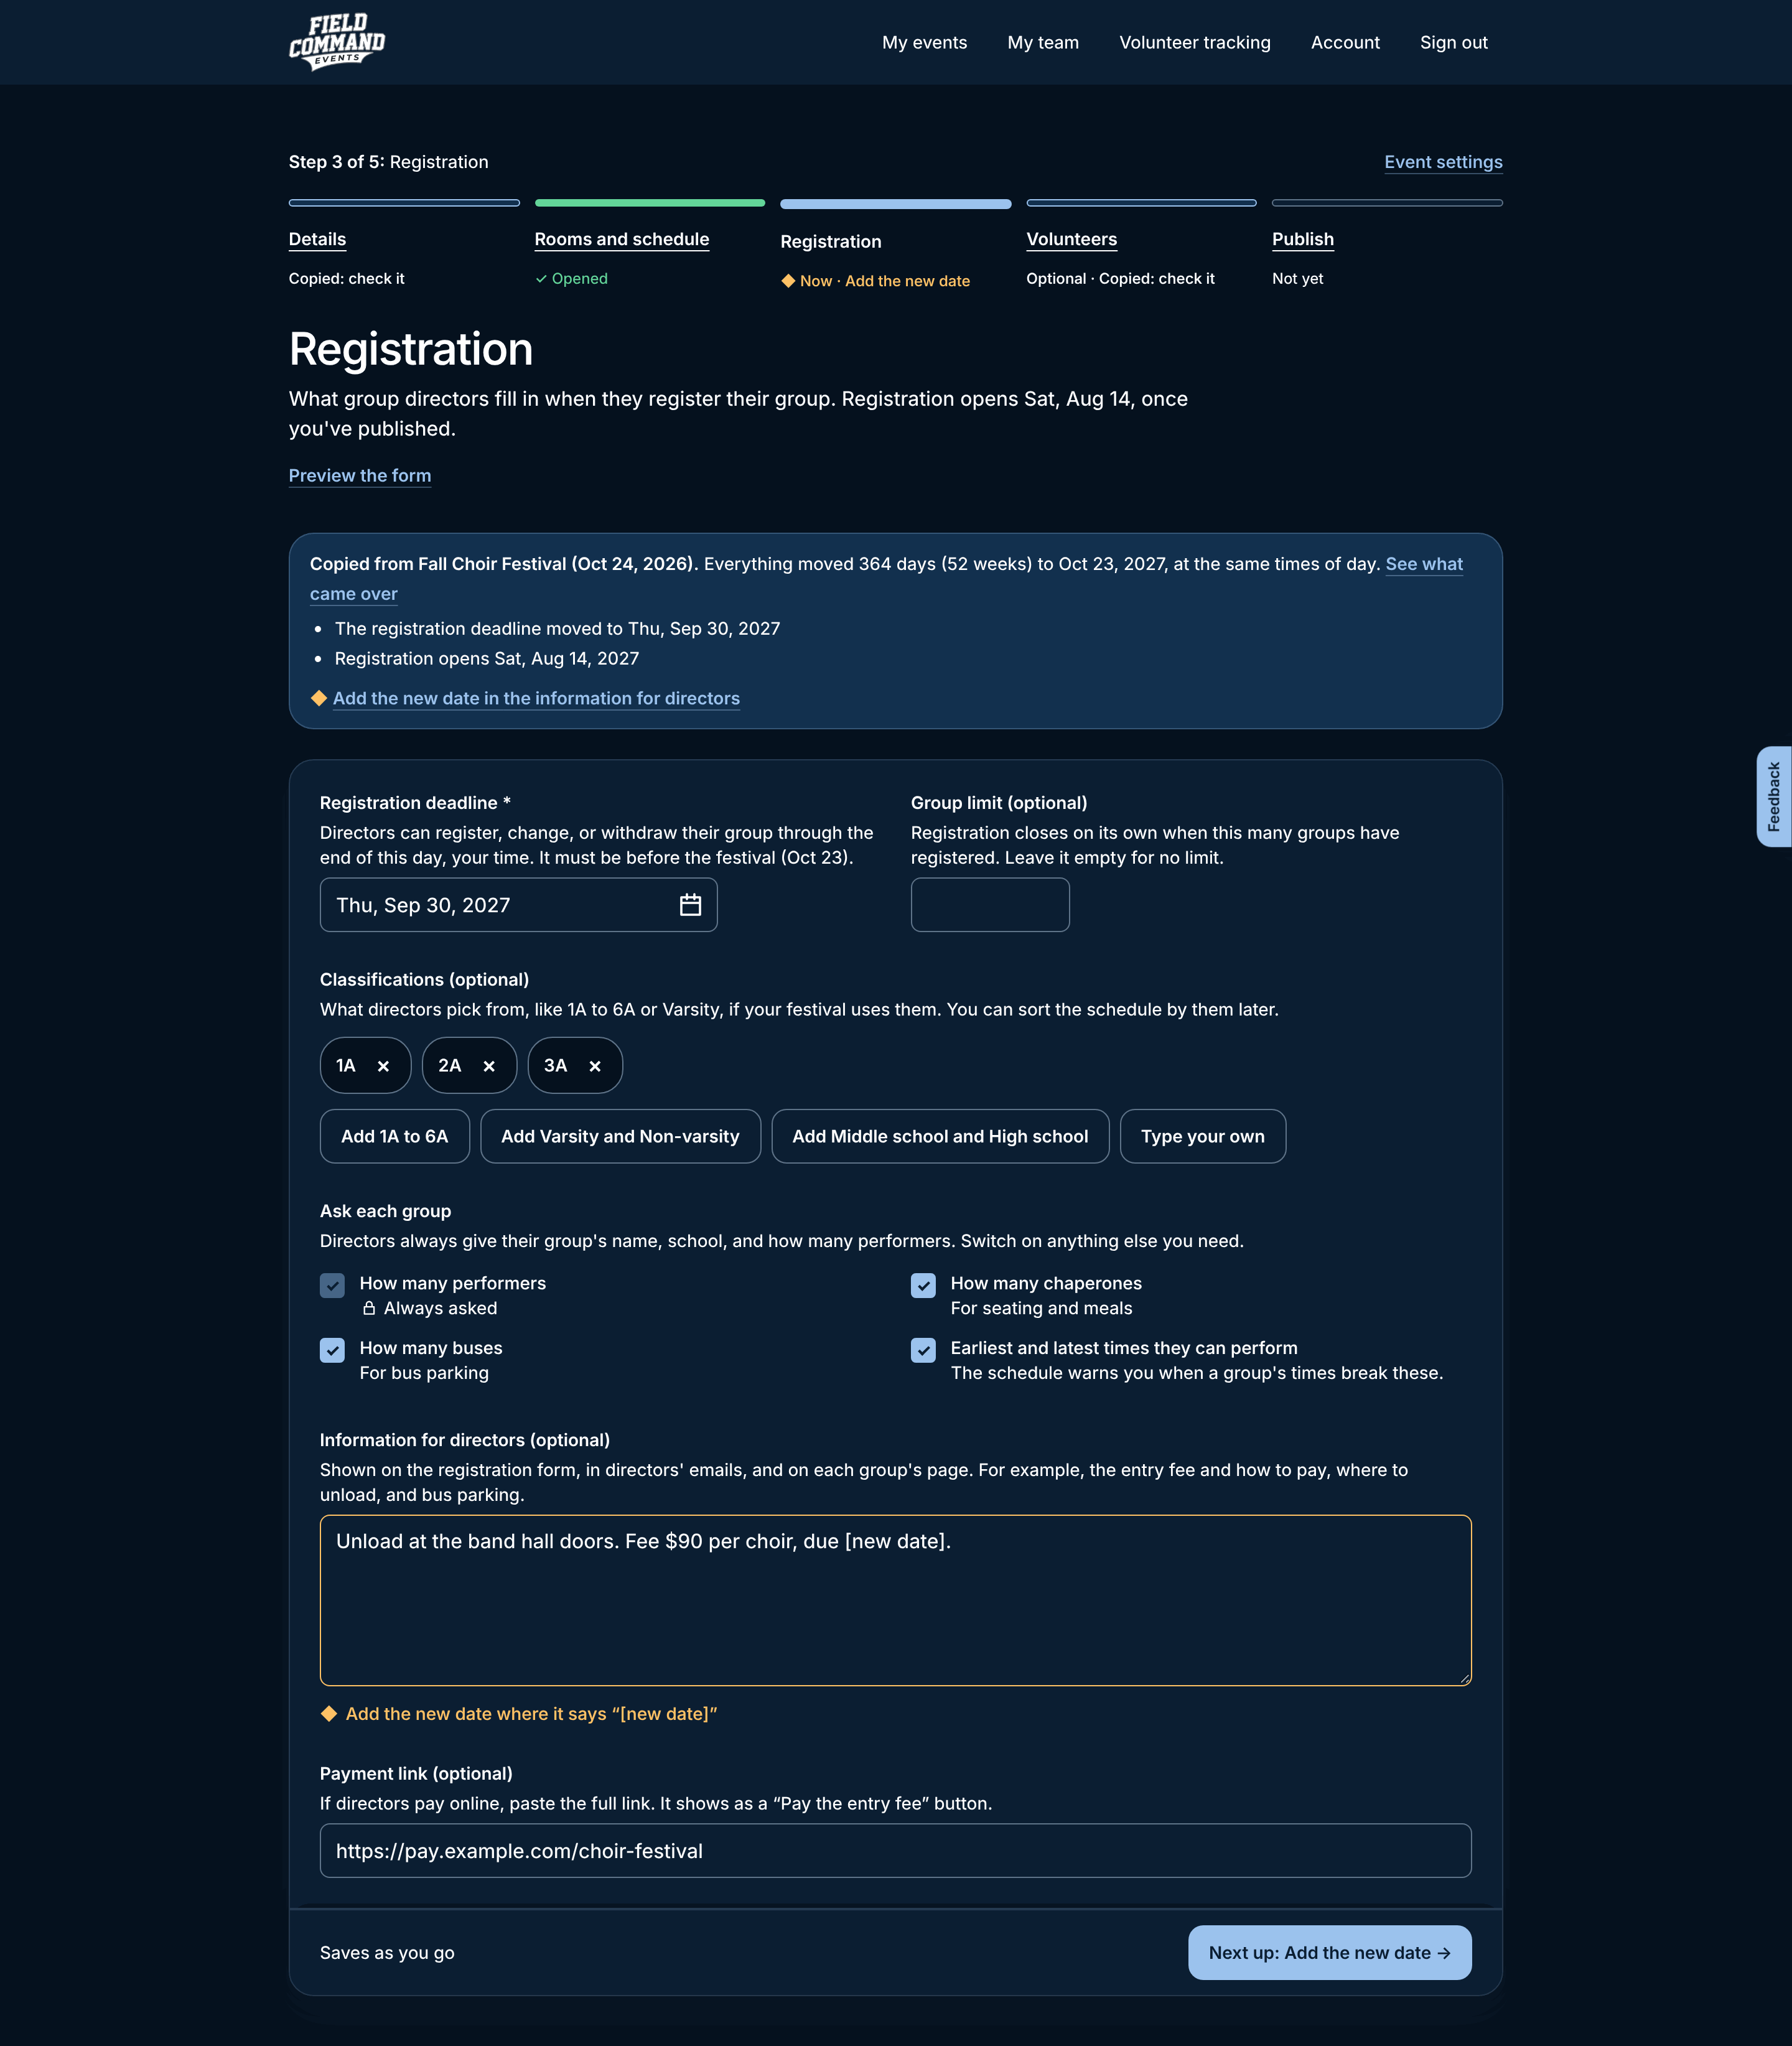 FIELD
COMMAND
EVENTS
My events
My team
Volunteer tracking
Account
Sign out
Step 3 of 5: Registration
Event settings
Details
Copied: check it
Rooms and schedule
✓ Opened
Registration
◆ Now · Add the new date
Volunteers
Optional · Copied: check it
Publish
Not yet
Registration
What group directors fill in when they register their group. Registration opens Sat, Aug 14, once
you've published.
Preview the form
Copied from Fall Choir Festival (Oct 24, 2026). Everything moved 364 days (52 weeks) to Oct 23, 2027, at the same times of day. See what
came over
• The registration deadline moved to Thu, Sep 30, 2027
• Registration opens Sat, Aug 14, 2027
◆ Add the new date in the information for directors
Feedback
Registration deadline *
Directors can register, change, or withdraw their group through the
end of this day, your time. It must be before the festival (Oct 23).
Thu, Sep 30, 2027
Group limit (optional)
Registration closes on its own when this many groups have
registered. Leave it empty for no limit.
Classifications (optional)
What directors pick from, like 1A to 6A or Varsity, if your festival uses them. You can sort the schedule by them later.
1A ×
2A ×
3A ×
Add 1A to 6A
Add Varsity and Non-varsity
Add Middle school and High school
Type your own
Ask each group
Directors always give their group's name, school, and how many performers. Switch on anything else you need.
How many performers
Always asked
How many chaperones
For seating and meals
How many buses
For bus parking
Earliest and latest times they can perform
The schedule warns you when a group's times break these.
Information for directors (optional)
Shown on the registration form, in directors' emails, and on each group's page. For example, the entry fee and how to pay, where to
unload, and bus parking.
Unload at the band hall doors. Fee $90 per choir, due [new date].
◆ Add the new date where it says “[new date]”
Payment link (optional)
If directors pay online, paste the full link. It shows as a “Pay the entry fee” button.
https://pay.example.com/choir-festival
Saves as you go
Next up: Add the new date →